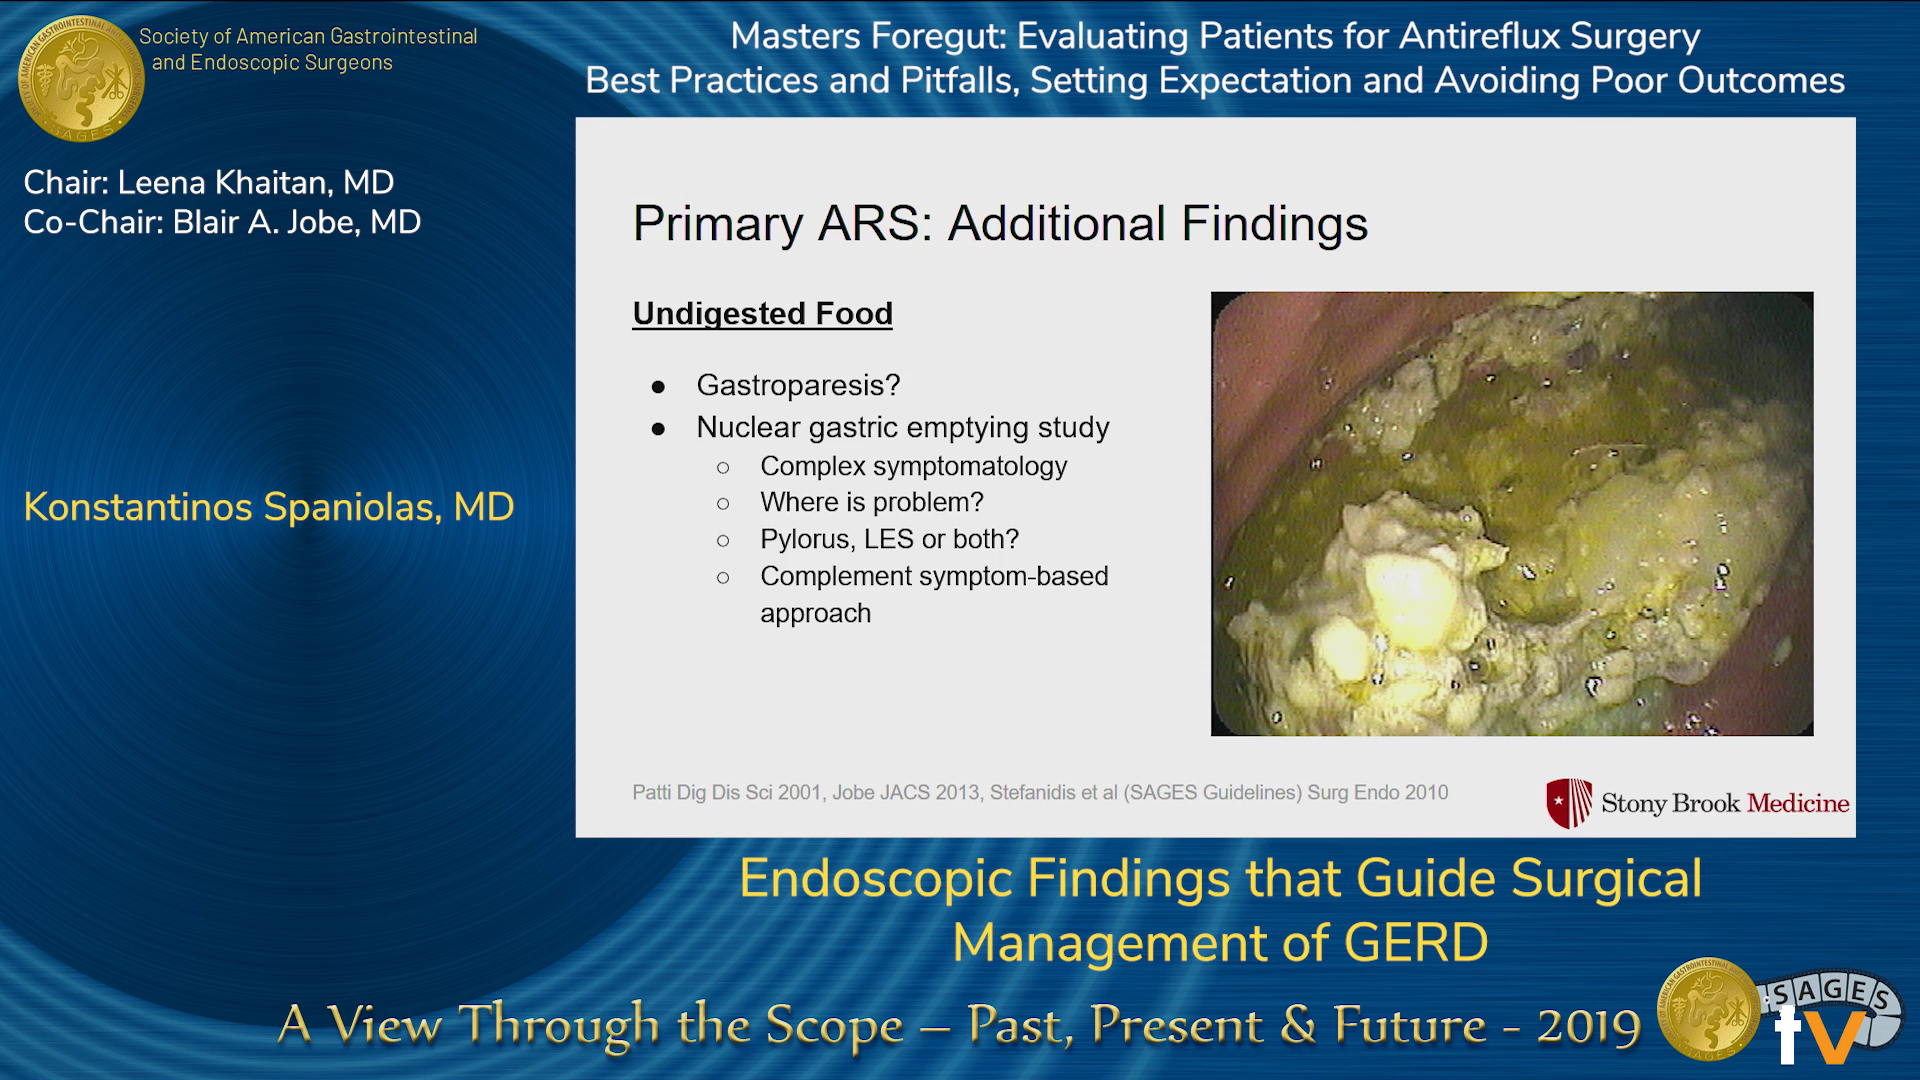 Society of American Gastrointestinal
and Endoscopic Surgeons
SAGES
Masters Foregut: Evaluating Patients for Antireflux Surgery
Best Practices and Pitfalls, Setting Expectation and Avoiding Poor Outcomes
Chair: Leena Khaitan, MD
Co-Chair: Blair A. Jobe, MD
Konstantinos Spaniolas, MD
Primary ARS: Additional Findings
Undigested Food
● Gastroparesis?
● Nuclear gastric emptying study
○ Complex symptomatology
○ Where is problem?
○ Pylorus, LES or both?
○ Complement symptom-based
approach
Patti Dig Dis Sci 2001, Jobe JACS 2013, Stefanidis et al (SAGES Guidelines) Surg Endo 2010
Stony Brook Medicine
Endoscopic Findings that Guide Surgical
Management of GERD
A View Through the Scope – Past, Present & Future - 2019
SAGES
tv